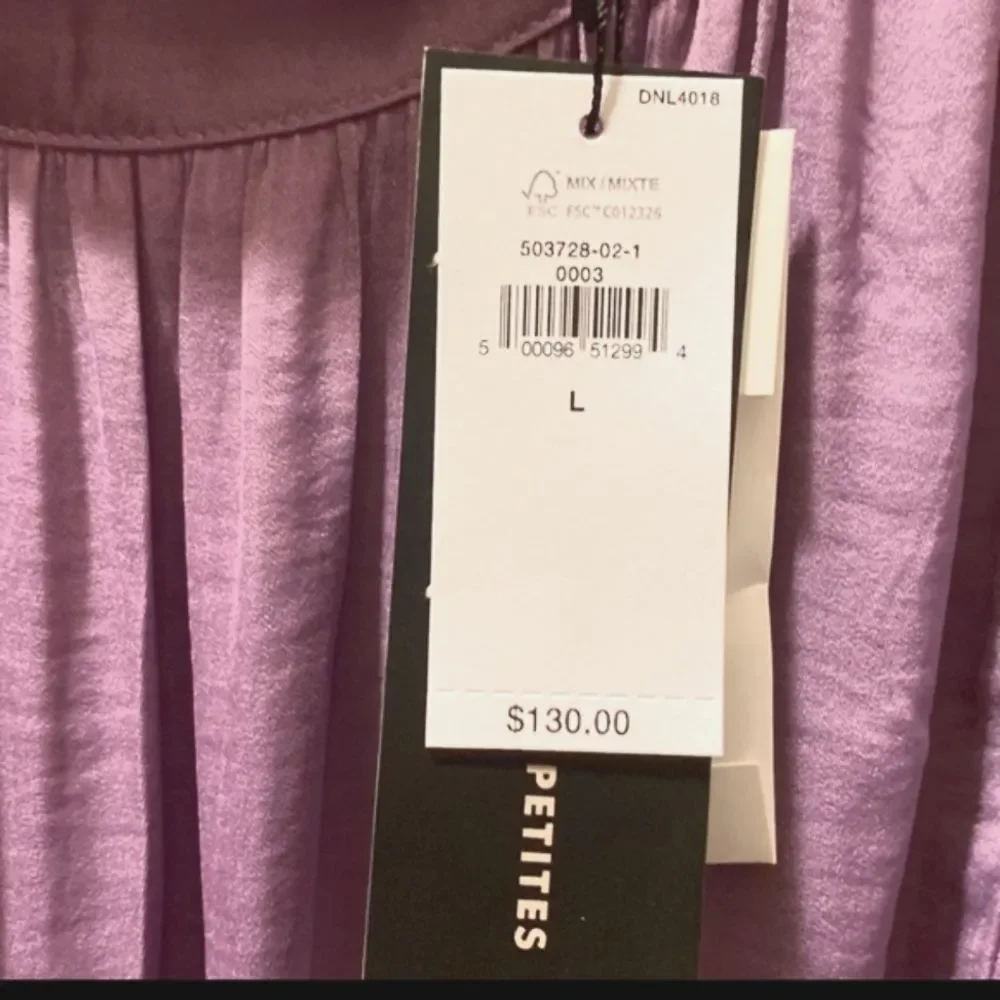 DNL4018
MIX / MIXTE
FSC FSC™ C012326
503728-02-1
0003
5 00096 51299 4
L
$130.00
PETITES